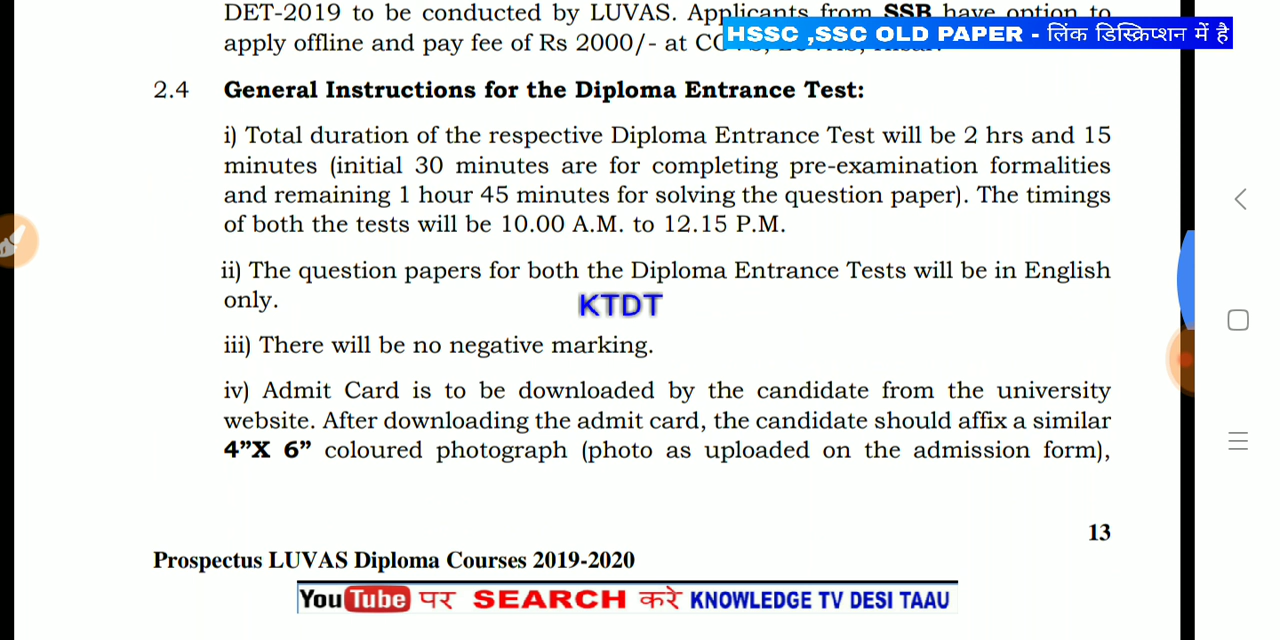 DET-2019 to be conducted by LUVAS. Applicants from SSB have option to
apply offline and pay fee of Rs 2000/- at
HSSC ,SSC OLD PAPER - लिंक डिस्क्रिप्शन में है
2.4 General Instructions for the Diploma Entrance Test:
i) Total duration of the respective Diploma Entrance Test will be 2 hrs and 15
minutes (initial 30 minutes are for completing pre-examination formalities
and remaining 1 hour 45 minutes for solving the question paper). The timings
of both the tests will be 10.00 A.M. to 12.15 P.M.
ii) The question papers for both the Diploma Entrance Tests will be in English
only.
KTDT
iii) There will be no negative marking.
iv) Admit Card is to be downloaded by the candidate from the university
website. After downloading the admit card, the candidate should affix a similar
4”X 6” coloured photograph (photo as uploaded on the admission form),
13
Prospectus LUVAS Diploma Courses 2019-2020
YouTube पर SEARCH करे KNOWLEDGE TV DESI TAAU